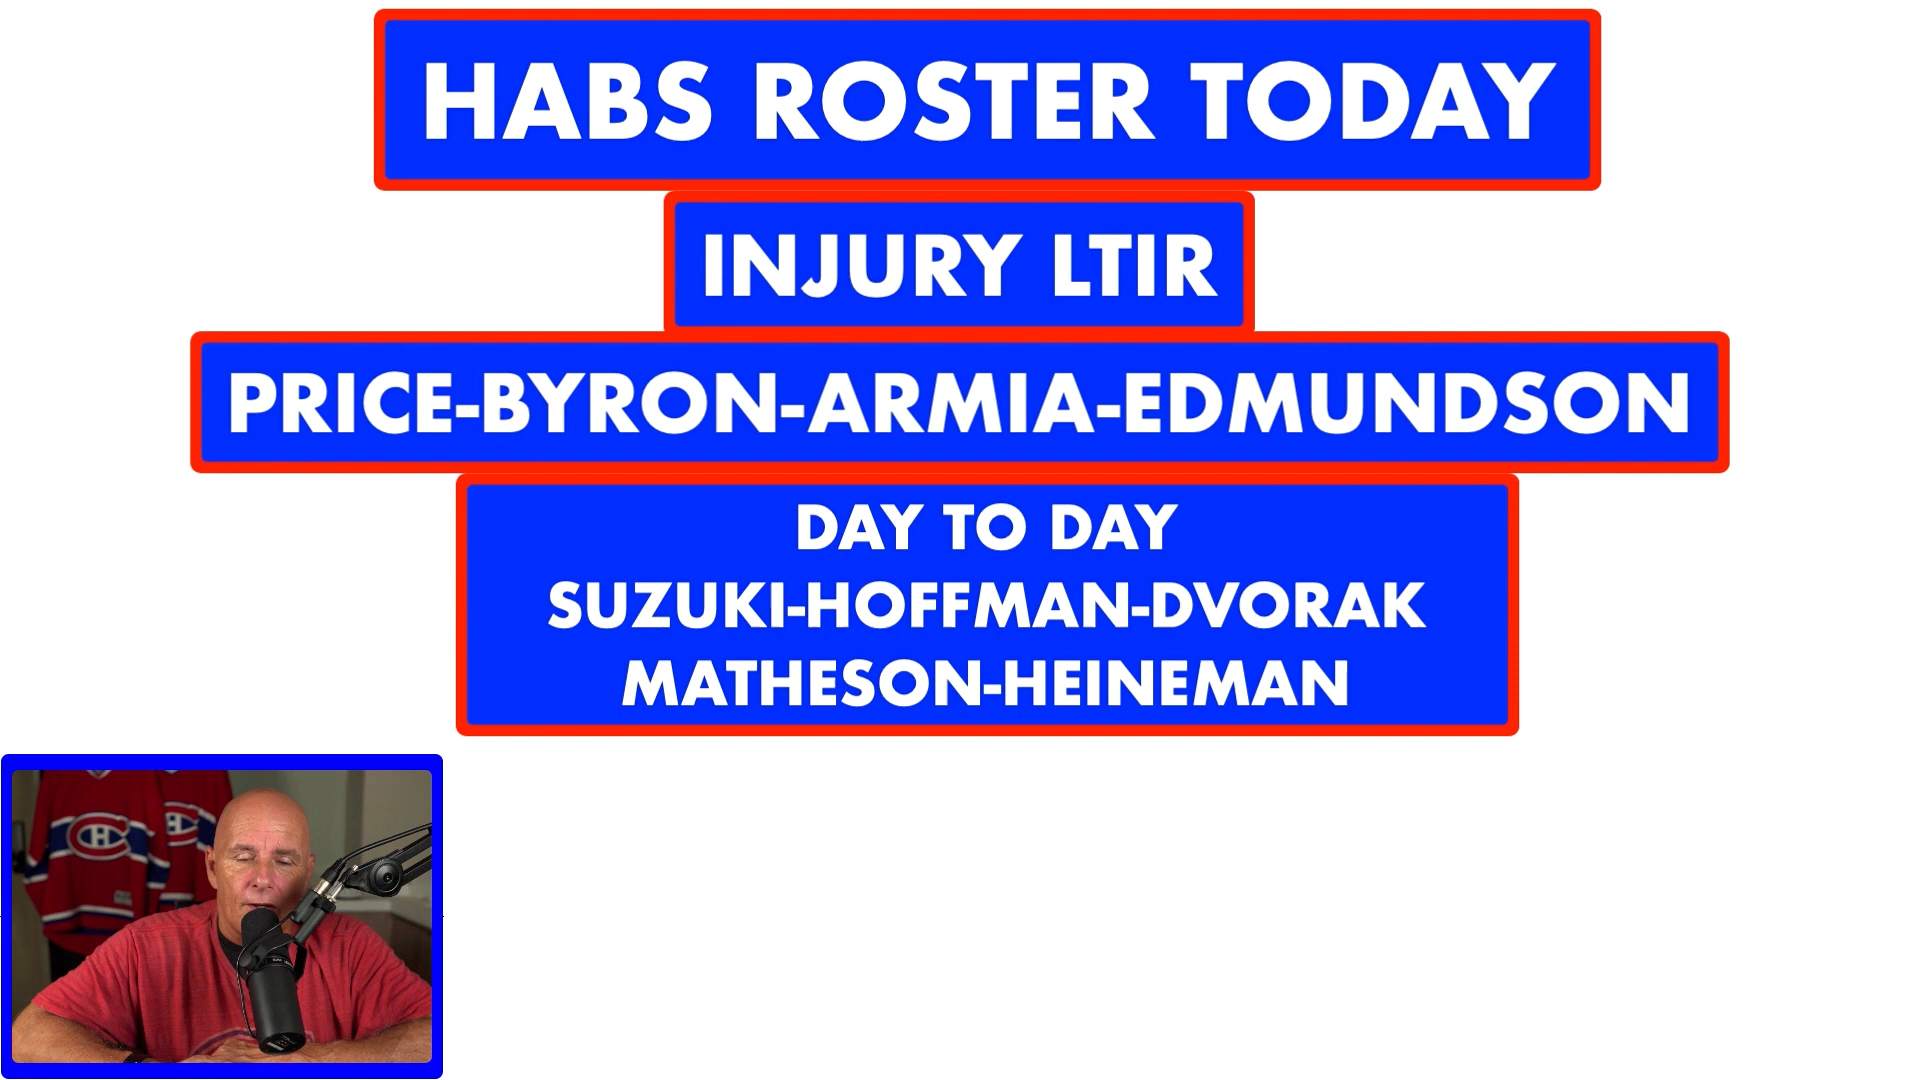 HABS ROSTER TODAY
INJURY LTIR
PRICE-BYRON-ARMIA-EDMUNDSON
DAY TO DAY
SUZUKI-HOFFMAN-DVORAK
MATHESON-HEINEMAN